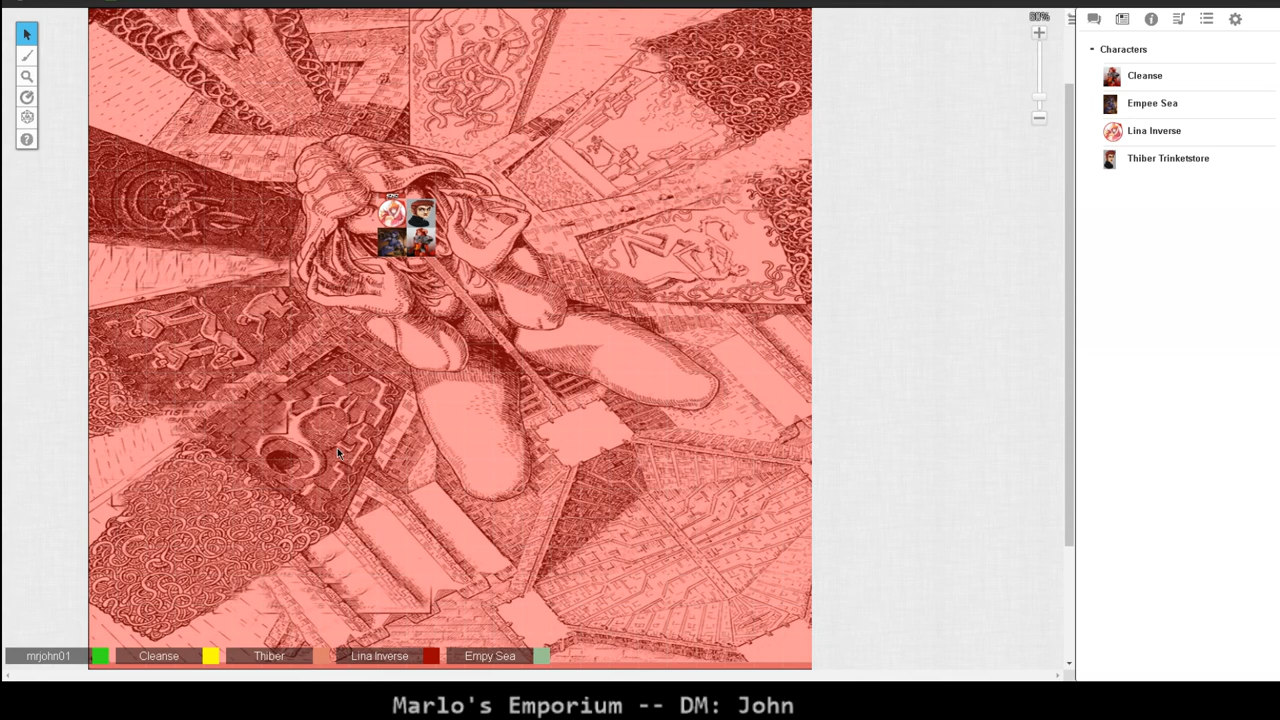 80%
Characters
Cleanse
Empee Sea
Lina Inverse
Thiber Trinketstore
mrjohn01 Cleanse Thiber Lina Inverse Empy Sea
Marlo's Emporium -- DM: John